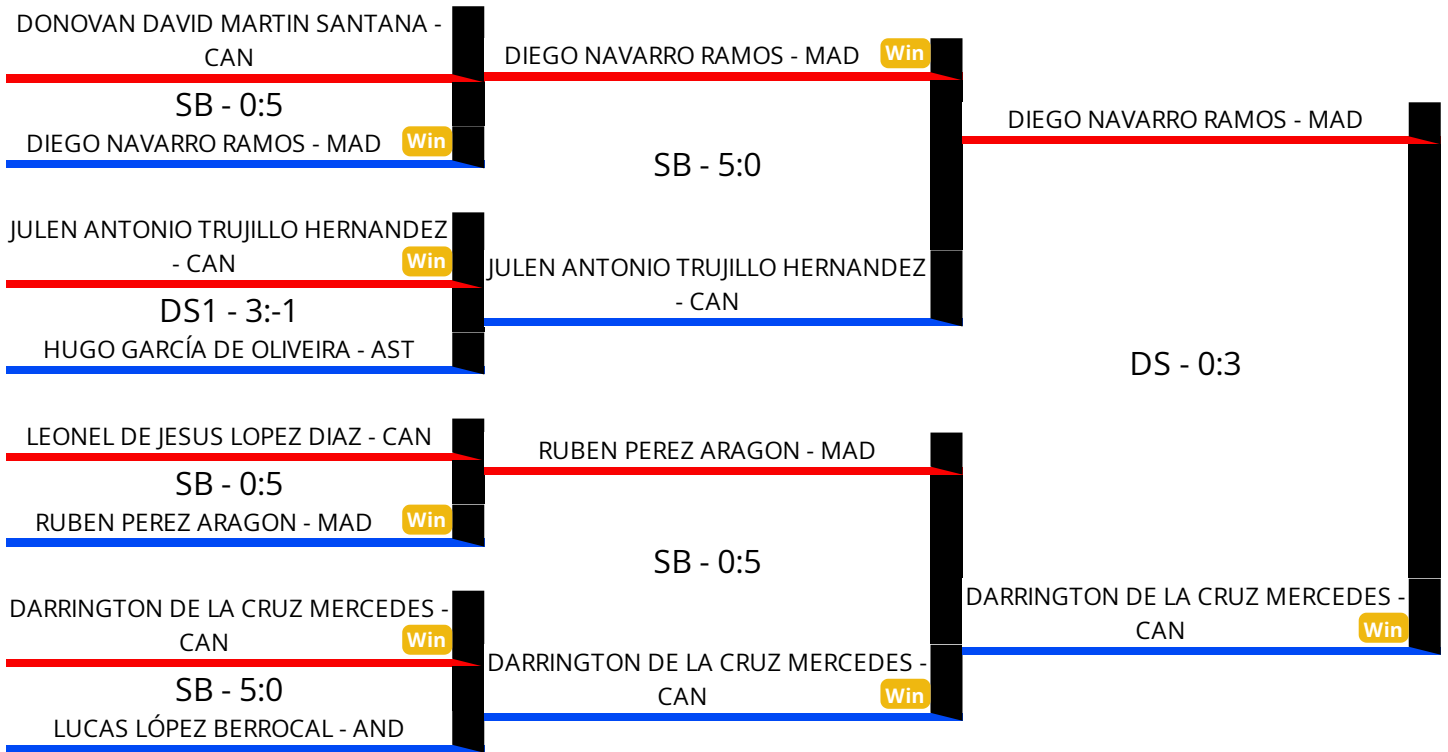 DONOVAN DAVID MARTIN SANTANA -
CAN
SB - 0:5
DIEGO NAVARRO RAMOS - MAD Win
JULEN ANTONIO TRUJILLO HERNANDEZ
- CAN Win
DS1 - 3:-1
HUGO GARCÍA DE OLIVEIRA - AST
LEONEL DE JESUS LOPEZ DIAZ - CAN
SB - 0:5
RUBEN PEREZ ARAGON - MAD Win
DARRINGTON DE LA CRUZ MERCEDES -
CAN Win
SB - 5:0
LUCAS LÓPEZ BERROCAL - AND
DIEGO NAVARRO RAMOS - MAD Win
SB - 5:0
JULEN ANTONIO TRUJILLO HERNANDEZ
- CAN
RUBEN PEREZ ARAGON - MAD
SB - 0:5
DARRINGTON DE LA CRUZ MERCEDES -
CAN Win
DIEGO NAVARRO RAMOS - MAD
DS - 0:3
DARRINGTON DE LA CRUZ MERCEDES -
CAN Win